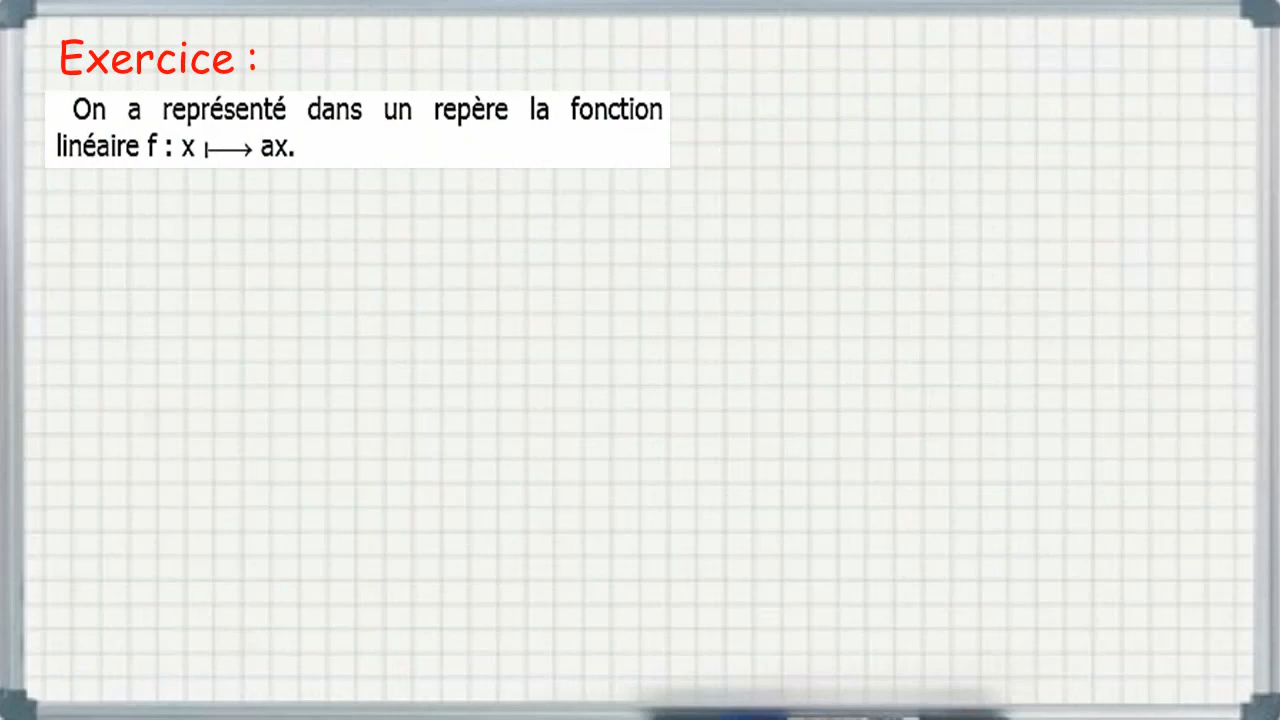 Exercice :
On a représenté dans un repère la fonction
linéaire f : x ⟼ ax.